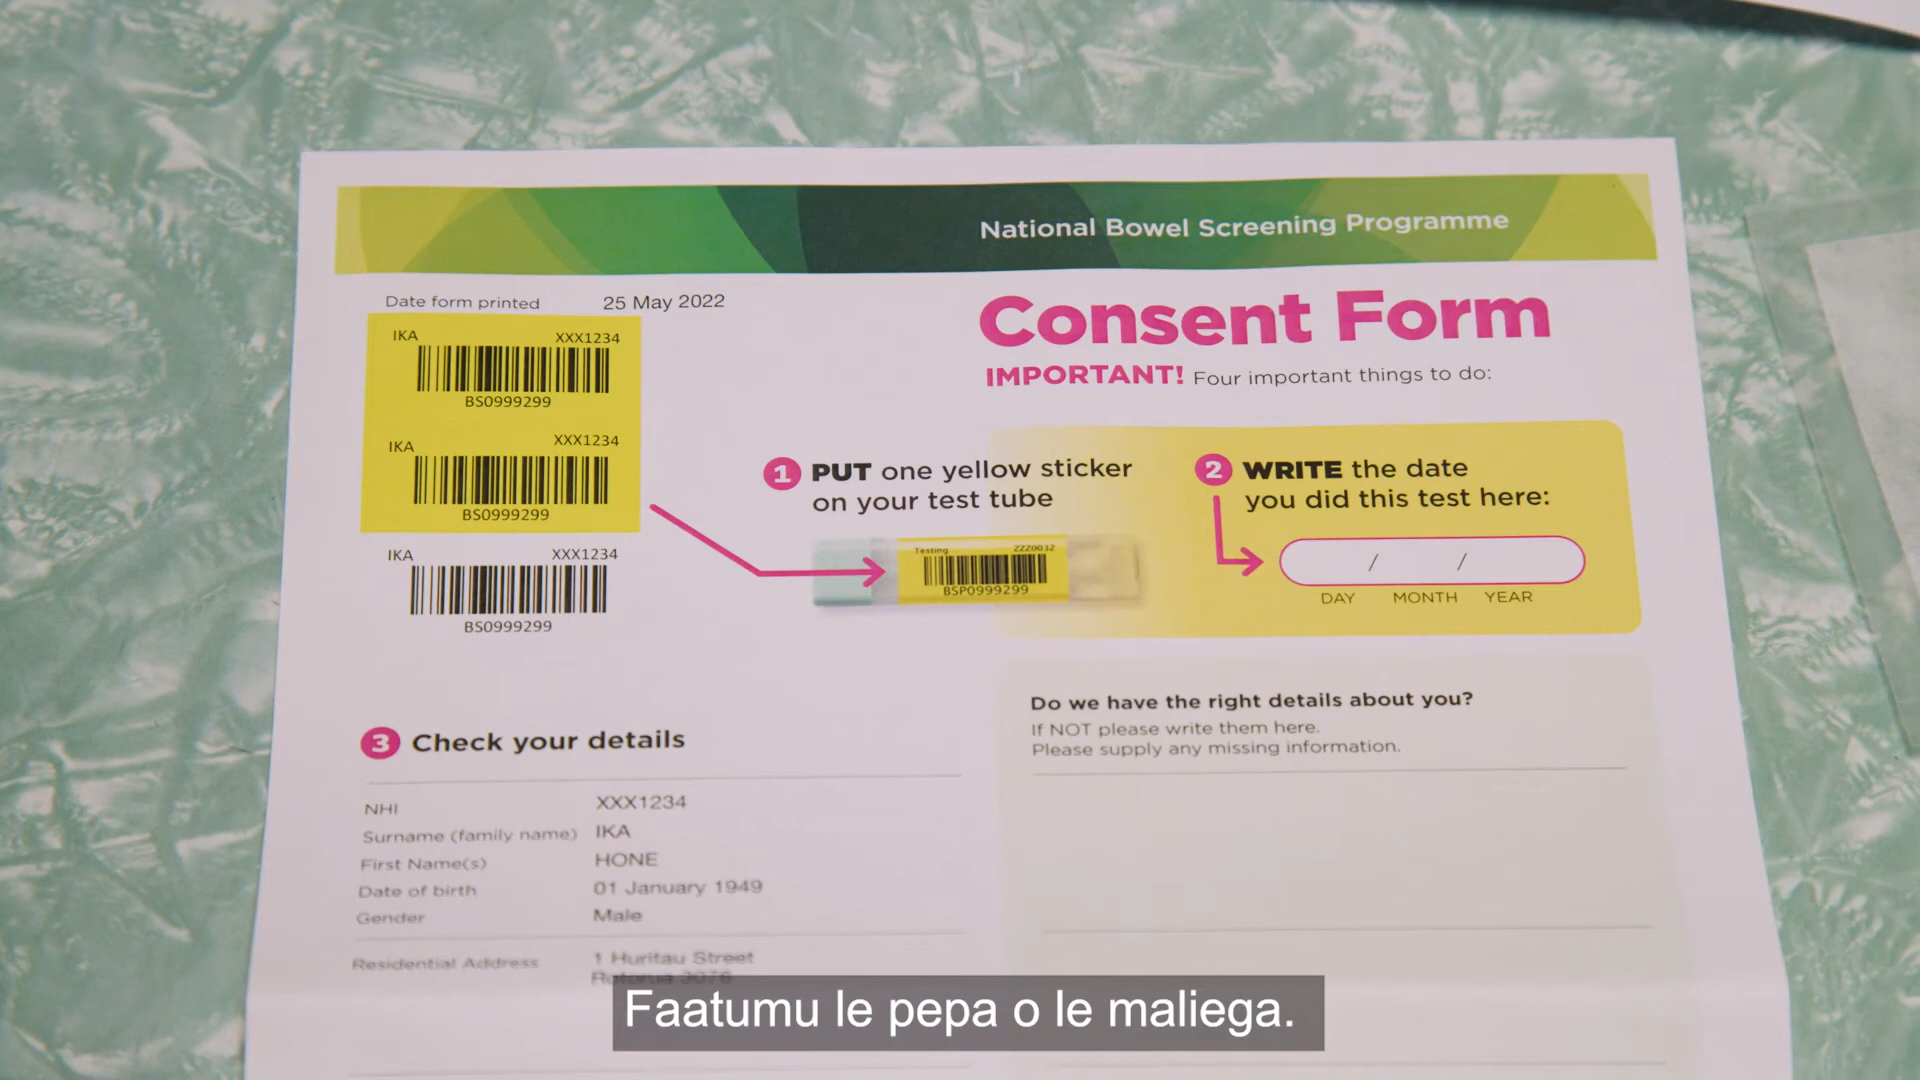 National Bowel Screening Programme
Date form printed 25 May 2022
Consent Form
IMPORTANT! Four important things to do:
IKA XXX1234
BS0999299
IKA XXX1234
BS0999299
IKA XXX1234
BS0999299
1 PUT one yellow sticker
on your test tube
Testing ZZZ0032
BSP0999299
2 WRITE the date
you did this test here:
/ /
DAY MONTH YEAR
3 Check your details
NHI XXX1234
Surname (family name) IKA
First Name(s) HONE
Date of birth 01 January 1949
Gender Male
Residential Address 1 Huritau Street
Rotorua 3076
Do we have the right details about you?
If NOT please write them here.
Please supply any missing information.
Faatumu le pepa o le maliega.